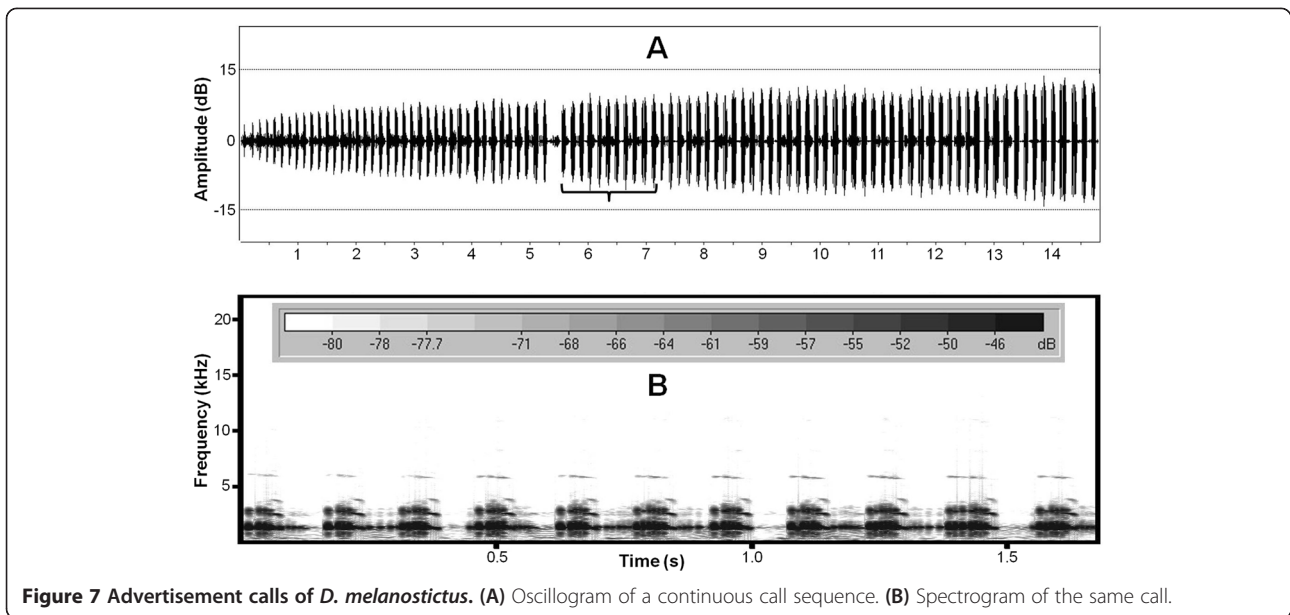 A
Amplitude (dB)
15
0
-15
1 2 3 4 5 6 7 8 9 10 11 12 13 14
-80 -78 -77.7 -71 -68 -66 -64 -61 -59 -57 -55 -52 -50 -46 dB
B
Frequency (kHz)
20
15
10
5
0.5 1.0 1.5
Time (s)
Figure 7 Advertisement calls of D. melanostictus. (A) Oscillogram of a continuous call sequence. (B) Spectrogram of the same call.